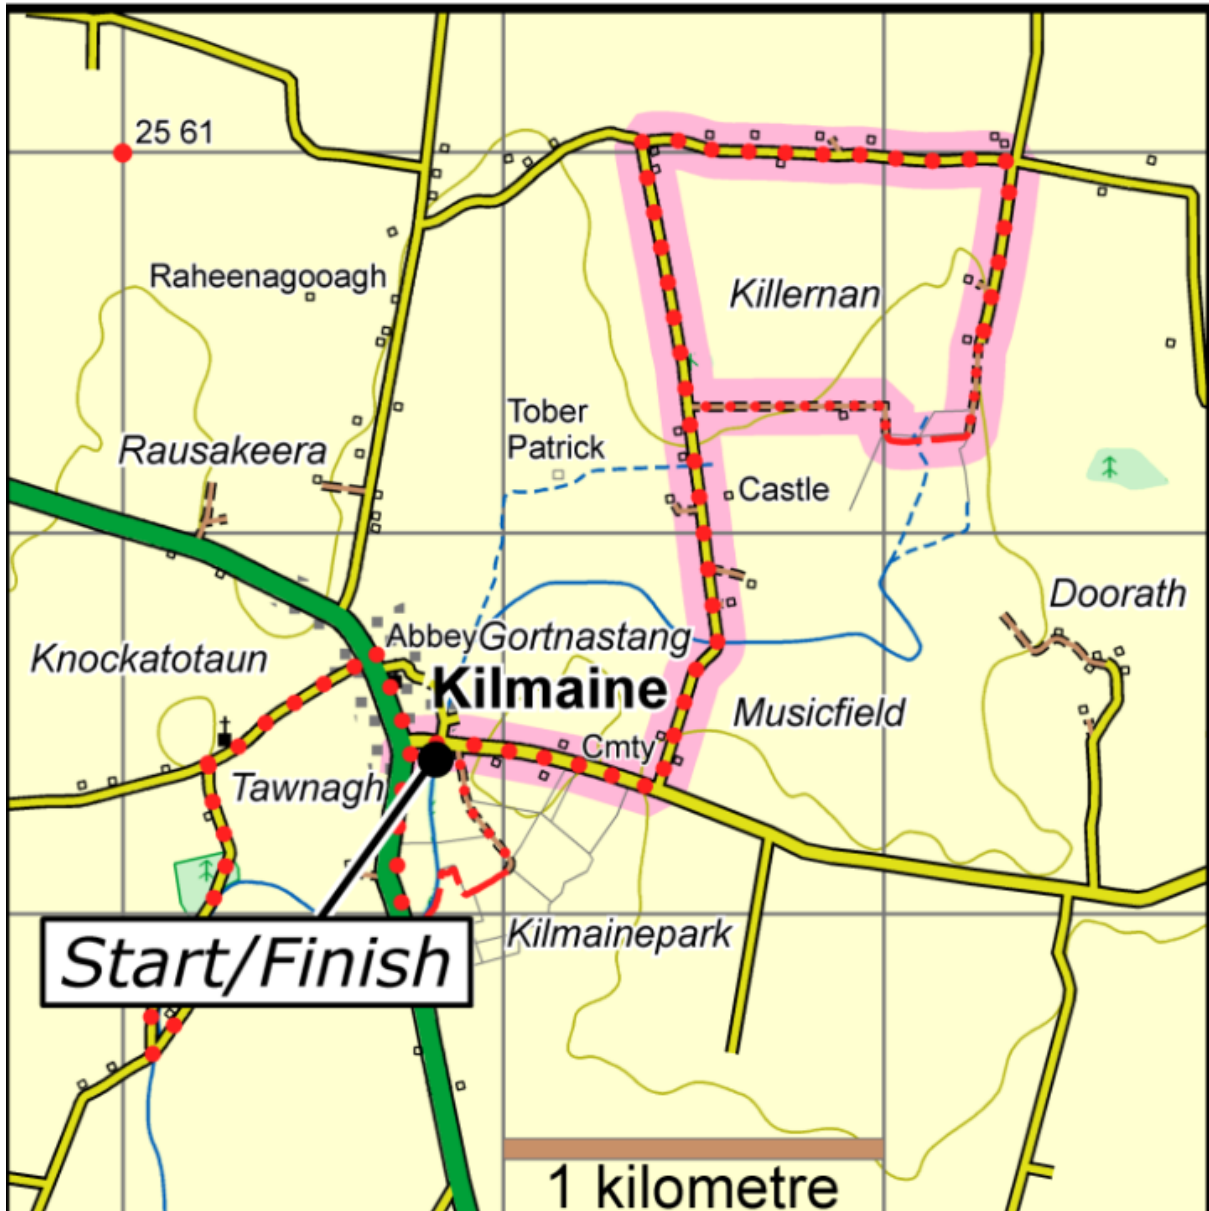 25 61
Raheenagooagh
Killernan
Tober
Patrick
Rausakeera
Castle
Doorath
Abbey
Gortnastang
Knockatotaun
Kilmaine
Musicfield
Cmty
Tawnagh
Kilmainepark
Start/Finish
1 kilometre